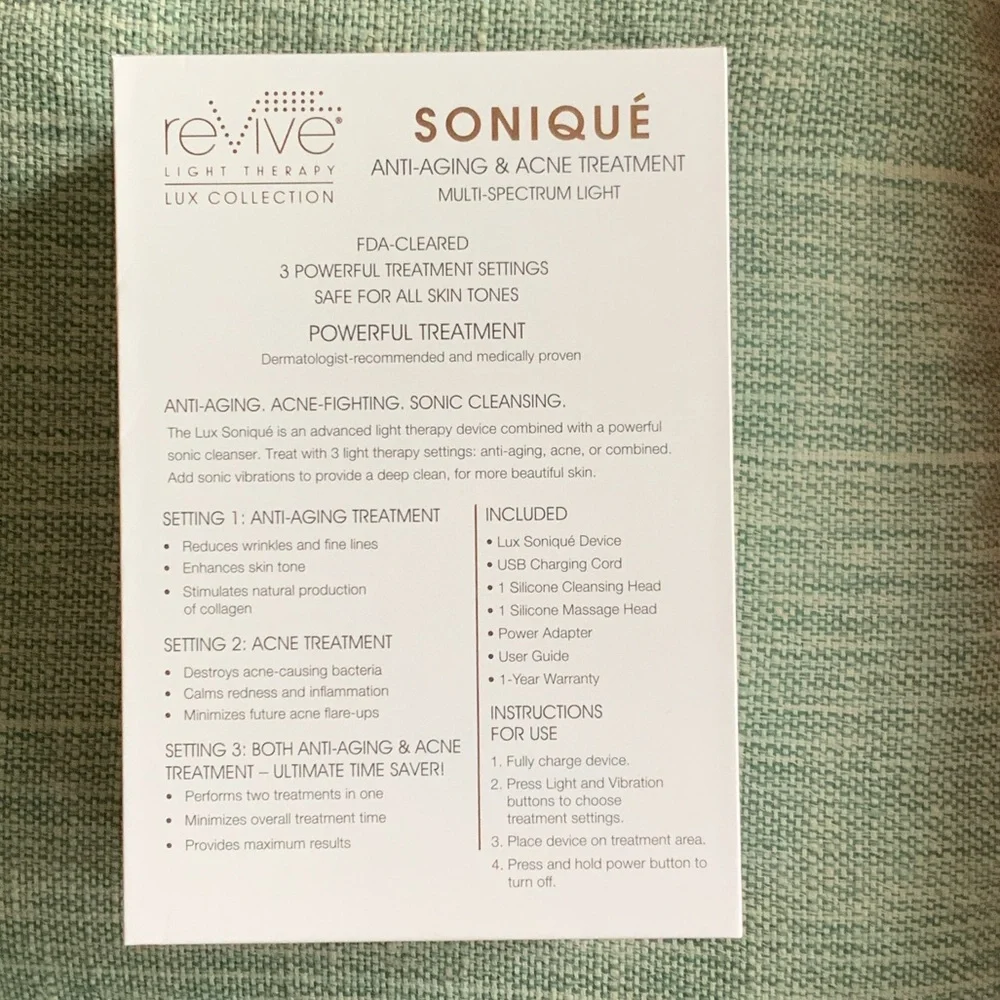 reVive®
LIGHT THERAPY
LUX COLLECTION
SONIQUÉ
ANTI-AGING & ACNE TREATMENT
MULTI-SPECTRUM LIGHT
FDA-CLEARED
3 POWERFUL TREATMENT SETTINGS
SAFE FOR ALL SKIN TONES
POWERFUL TREATMENT
Dermatologist-recommended and medically proven
ANTI-AGING. ACNE-FIGHTING. SONIC CLEANSING.
The Lux Soniqué is an advanced light therapy device combined with a powerful
sonic cleanser. Treat with 3 light therapy settings: anti-aging, acne, or combined.
Add sonic vibrations to provide a deep clean, for more beautiful skin.
SETTING 1: ANTI-AGING TREATMENT
• Reduces wrinkles and fine lines
• Enhances skin tone
• Stimulates natural production
of collagen
SETTING 2: ACNE TREATMENT
• Destroys acne-causing bacteria
• Calms redness and inflammation
• Minimizes future acne flare-ups
SETTING 3: BOTH ANTI-AGING & ACNE
TREATMENT – ULTIMATE TIME SAVER!
• Performs two treatments in one
• Minimizes overall treatment time
• Provides maximum results
INCLUDED
• Lux Soniqué Device
• USB Charging Cord
• 1 Silicone Cleansing Head
• 1 Silicone Massage Head
• Power Adapter
• User Guide
• 1-Year Warranty
INSTRUCTIONS
FOR USE
1. Fully charge device.
2. Press Light and Vibration
buttons to choose
treatment settings.
3. Place device on treatment area.
4. Press and hold power button to
turn off.